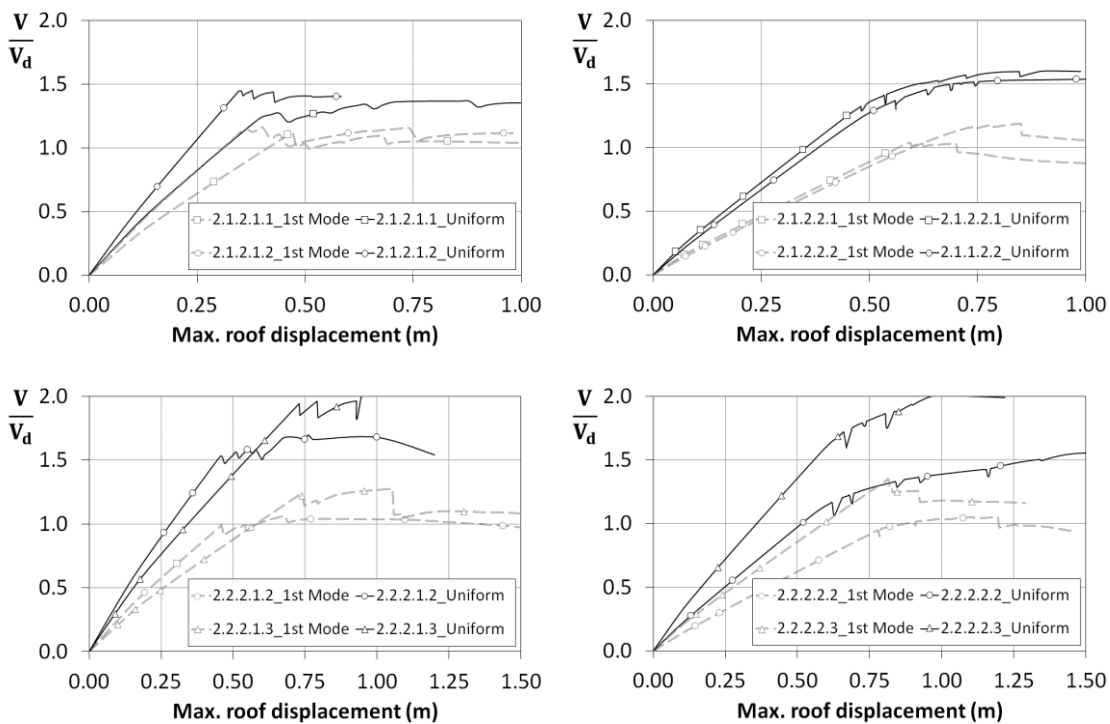 V
Vd
2.0
1.5
1.0
0.5
0.0
2.1.2.1.1_1st Mode 2.1.2.1.1_Uniform
2.1.2.1.2_1st Mode 2.1.2.1.2_Uniform
0.00 0.25 0.50 0.75 1.00
Max. roof displacement (m)
V
Vd
2.0
1.5
1.0
0.5
0.0
2.1.2.2.1_1st Mode 2.1.2.2.1_Uniform
2.1.2.2.2_1st Mode 2.1.1.2.2_Uniform
0.00 0.25 0.50 0.75 1.00
Max. roof displacement (m)
V
Vd
2.0
1.5
1.0
0.5
0.0
2.2.2.1.2_1st Mode 2.2.2.1.2_Uniform
2.2.2.1.3_1st Mode 2.2.2.1.3_Uniform
0.00 0.25 0.50 0.75 1.00 1.25 1.50
Max. roof displacement (m)
V
Vd
2.0
1.5
1.0
0.5
0.0
2.2.2.2.2_1st Mode 2.2.2.2.2_Uniform
2.2.2.2.3_1st Mode 2.2.2.2.3_Uniform
0.00 0.25 0.50 0.75 1.00 1.25 1.50
Max. roof displacement (m)